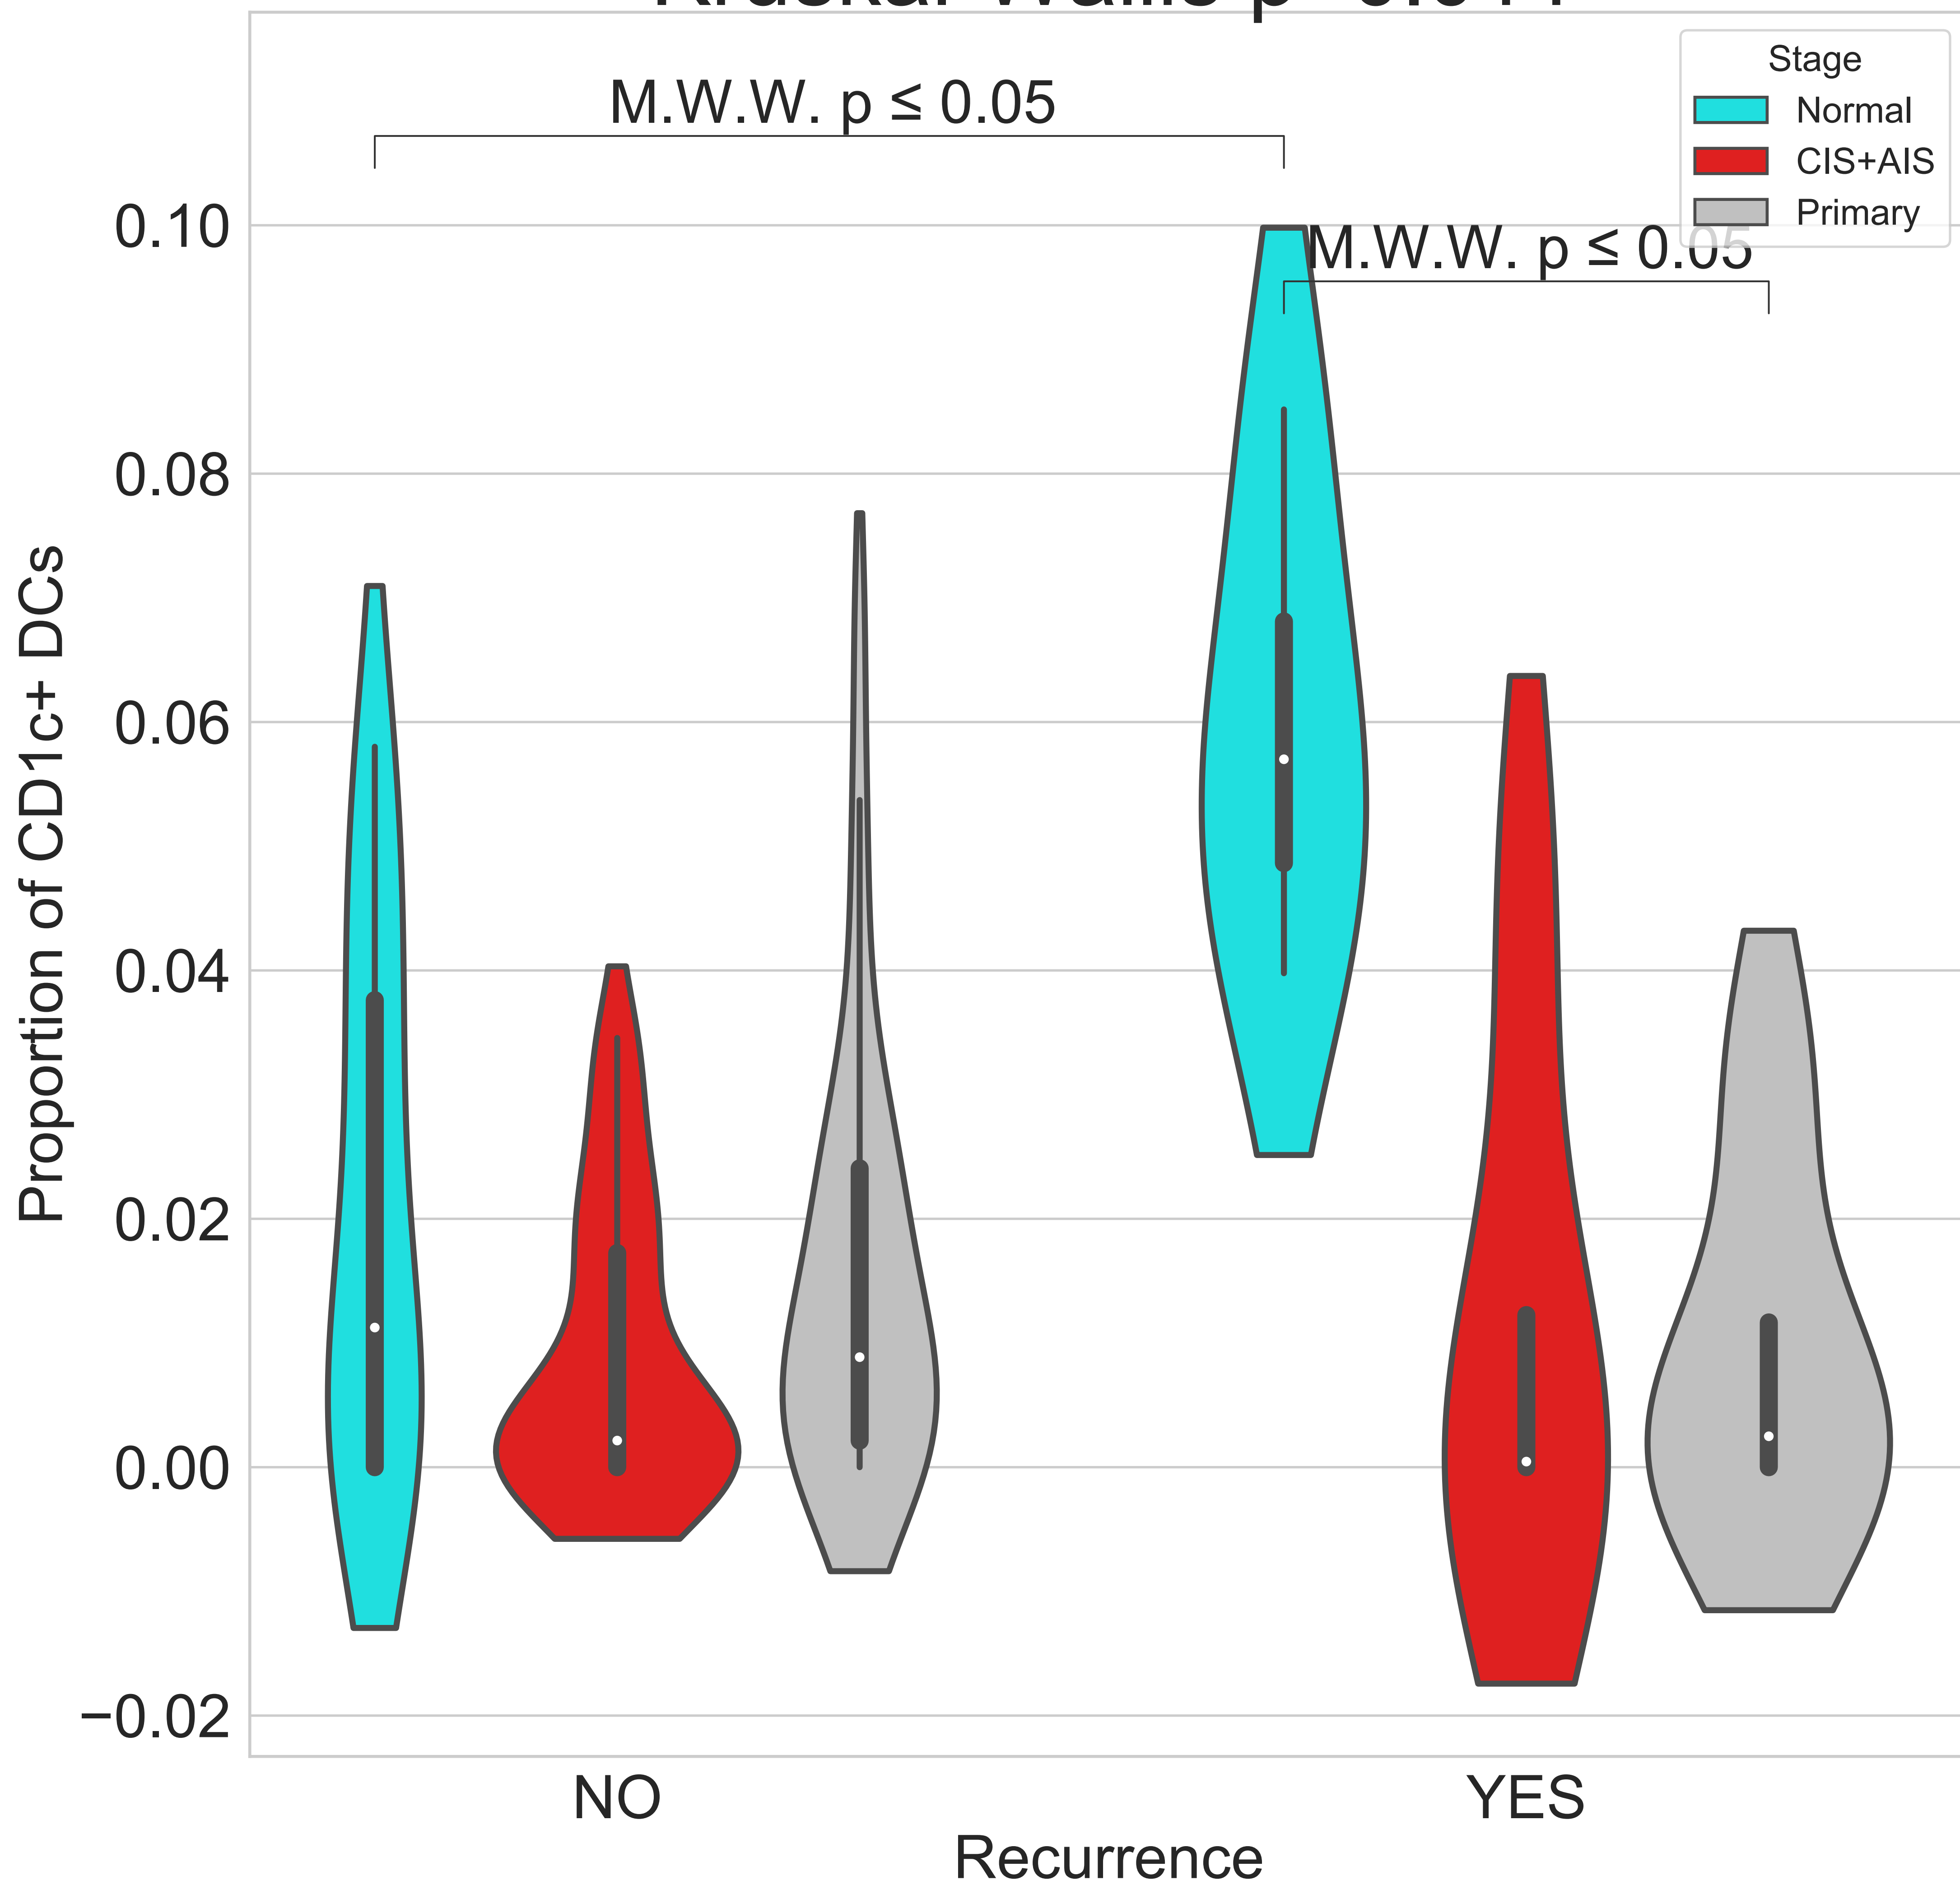 M.W.W. p ≤ 0.05
Stage
Normal
CIS+AIS
Primary
M.W.W. p ≤ 0.05
0.10
0.08
0.06
0.04
0.02
0.00
−0.02
Proportion of CD1c+ DCs
NO
YES
Recurrence